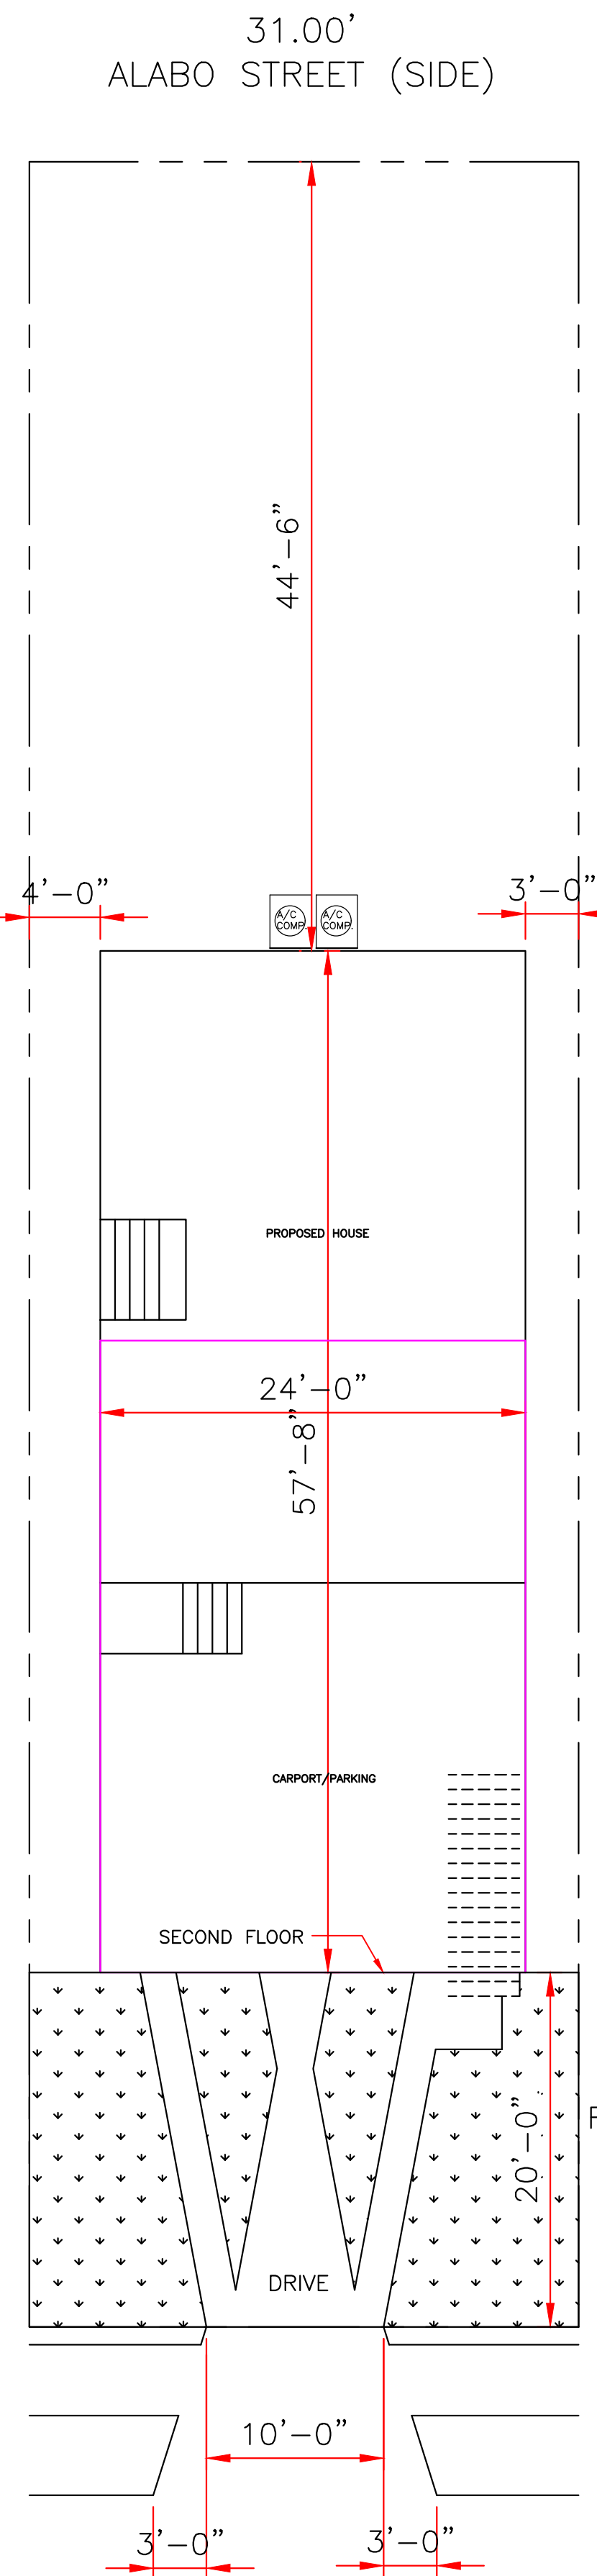 31.00'
ALABO STREET (SIDE)
44'-6"
4'-0"
3'-0"
A/C
COMP.
A/C
COMP.
PROPOSED HOUSE
24'-0"
57'-8"
CARPORT/PARKING
SECOND FLOOR
20'-0"
DRIVE
10'-0"
3'-0"
3'-0"